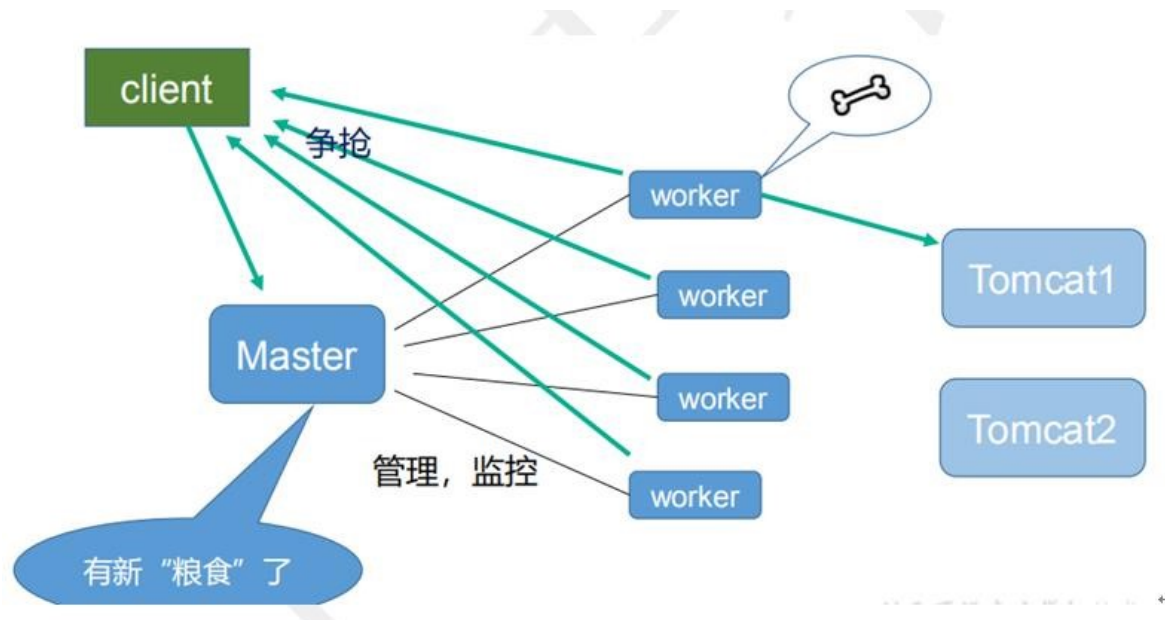 client
争抢
worker
Tomcat1
worker
Master
worker
Tomcat2
管理，监控
worker
有新“粮食”了